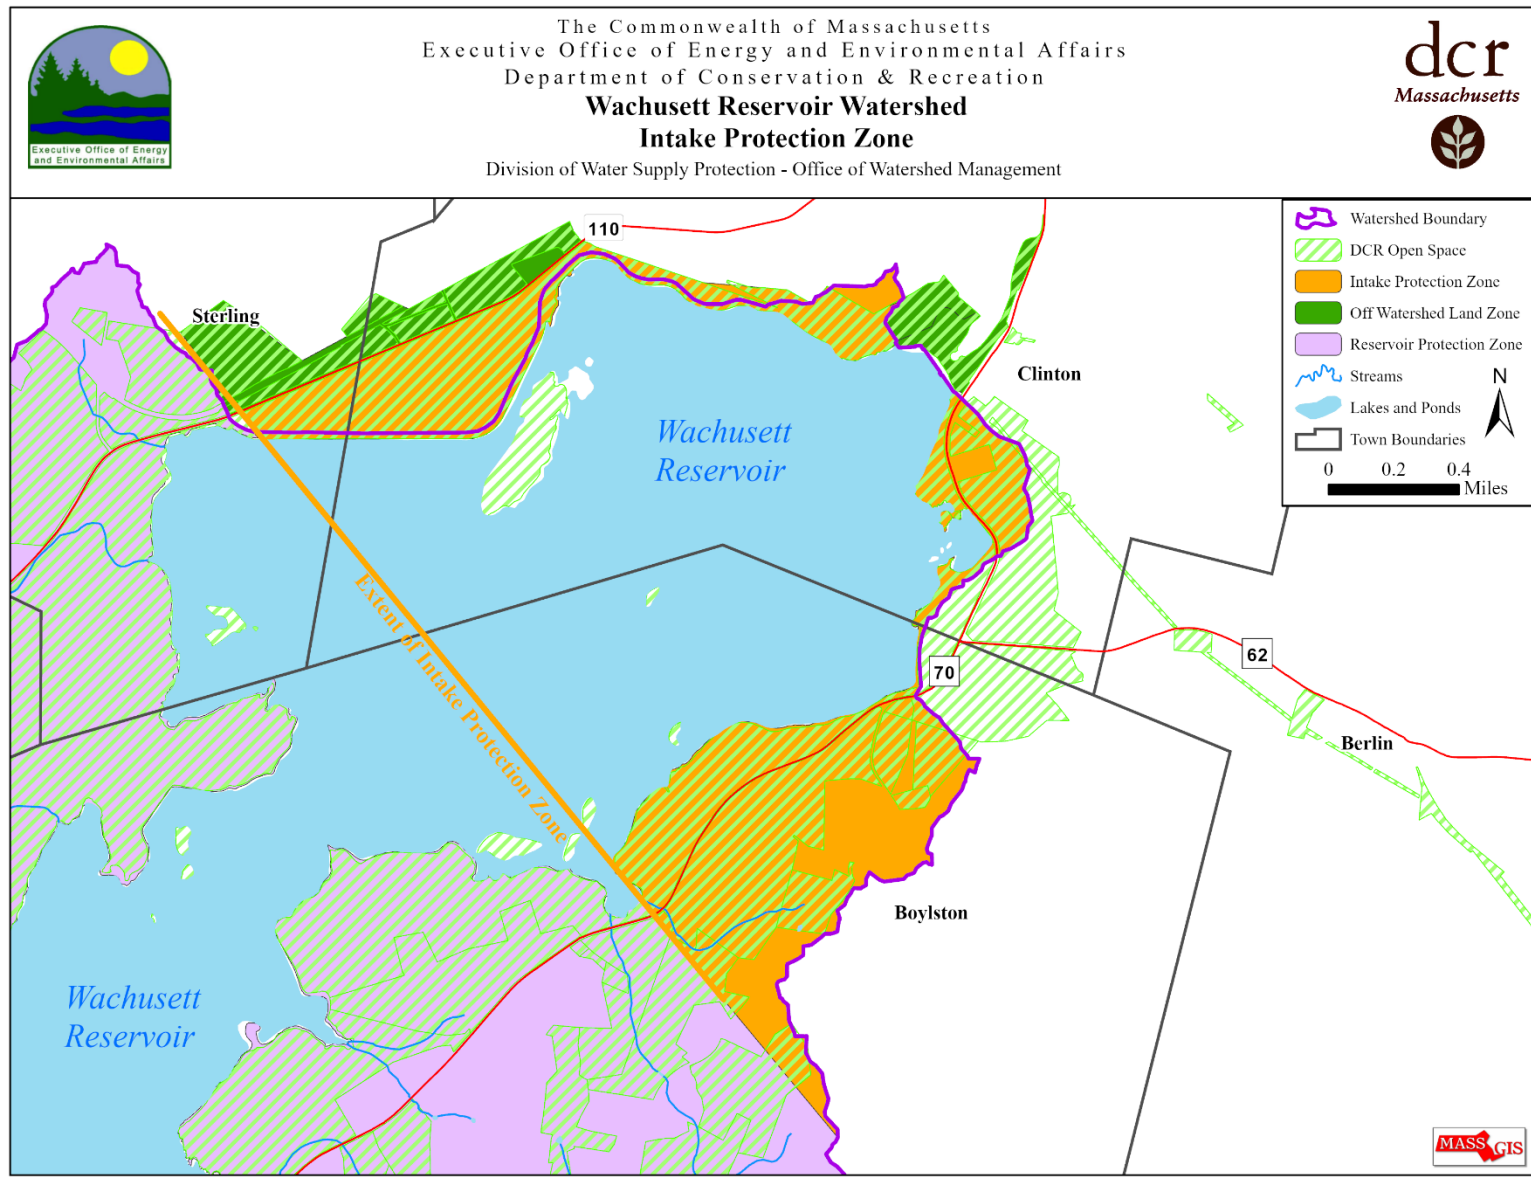 The Commonwealth of Massachusetts
Executive Office of Energy and Environmental Affairs
Department of Conservation & Recreation
Wachusett Reservoir Watershed
Intake Protection Zone
Division of Water Supply Protection - Office of Watershed Management
Executive Office of Energy
and Environmental Affairs
dcr
Massachusetts
Watershed Boundary
DCR Open Space
Intake Protection Zone
Off Watershed Land Zone
Reservoir Protection Zone
Streams
Lakes and Ponds
Town Boundaries
N
0 0.2 0.4
Miles
110
Sterling
Clinton
Wachusett
Reservoir
Extent of Intake Protection Zone
70
62
Berlin
Boylston
Wachusett
Reservoir
MASS GIS